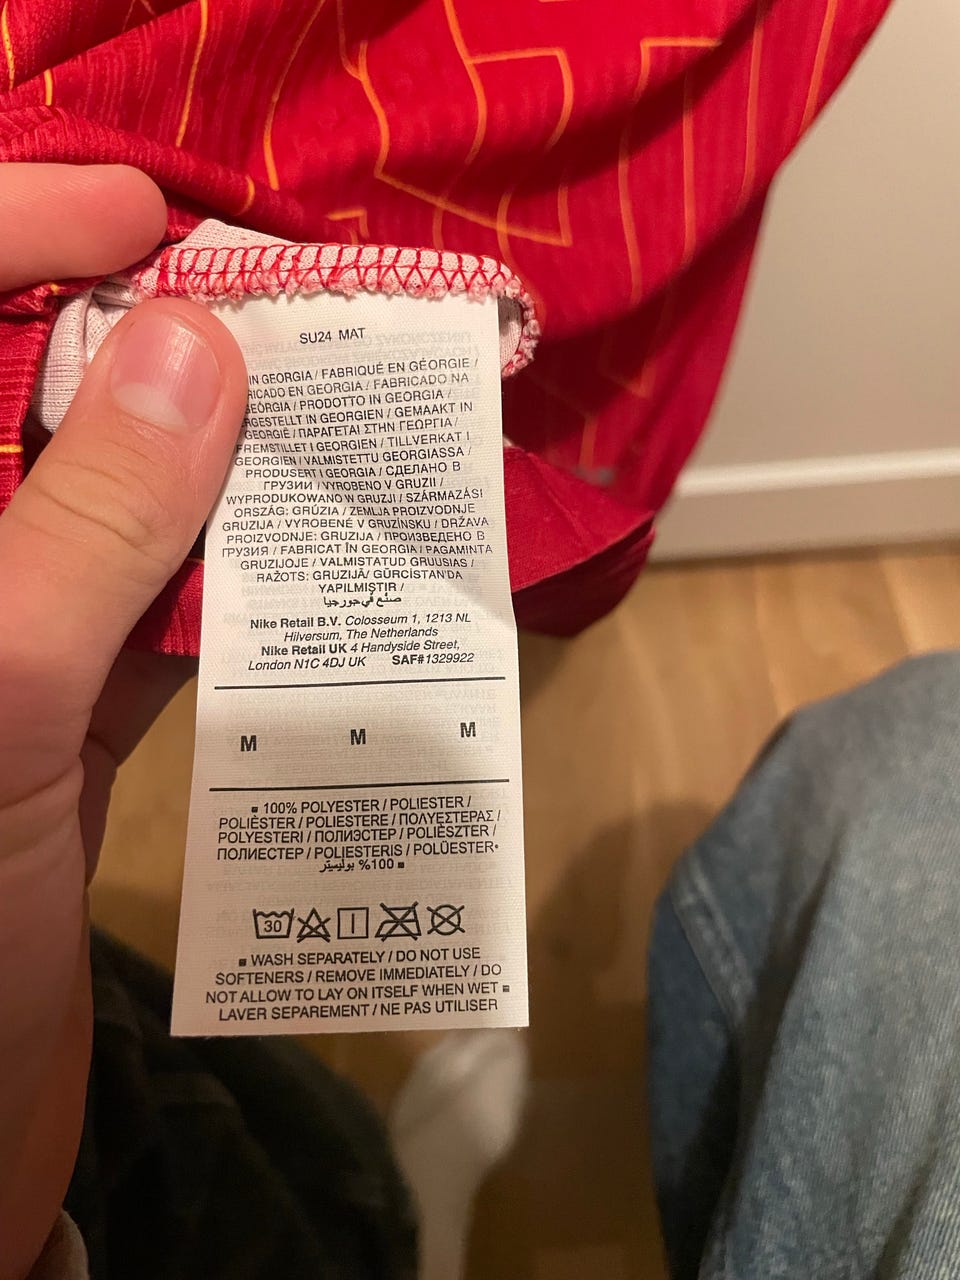 SU24 MAT
IN GEORGIA / FABRIQUÉ EN GÉORGIE /
EN GEORGIA / FABRICADO NA
/ PRODOTTO IN GEORGIA /
IN GEORGIEN / GEMAAKT IN
GEORGIË / ΠΑΡΑΓΕΤΑΙ ΣΤΗΝ ΓΕΩΡΓΙΑ /
FREMSTILLET I GEORGIEN / TILLVERKAT I
GEORGIEN / VALMISTETTU GEORGIASSA /
PRODUSERT I GEORGIA / СДЕЛАНО В
ГРУЗИИ / VYROBENO V GRUZII /
WYPRODUKOWANO W GRUZJI / SZÁRMAZÁSI
ORSZÁG: GRÚZIA / ZEMLJA PROIZVODNJE
GRUZIJA / VYROBENÉ V GRUZÍNSKU / DRŽAVA
PROIZVODNJE: GRUZIJA / ПРОИЗВЕДЕНО В
ГРУЗИЯ / FABRICAT ÎN GEORGIA / PAGAMINTA
GRUZIJOJE / VALMISTATUD GRUUSIAS /
RAŽOTS: GRUZIJĀ/ GÜRCİSTAN'DA
YAPILMIŞTIR /
صنع في جورجيا
Nike Retail B.V. Colosseum 1, 1213 NL
Hilversum, The Netherlands
Nike Retail UK 4 Handyside Street,
London N1C 4DJ UK SAF#1329922
M M M
100% POLYESTER / POLIESTER /
POLIÉSTER / POLIESTERE / ΠΟΛΥΕΣΤΕΡΑΣ /
POLYESTERI / ПОЛИЭСТЕР / POLIÉSZTER /
ПОЛИЕСТЕР / POLIESTERIS / POLÜESTER
100% بوليستر
30
WASH SEPARATELY / DO NOT USE
SOFTENERS / REMOVE IMMEDIATELY / DO
NOT ALLOW TO LAY ON ITSELF WHEN WET
LAVER SEPAREMENT / NE PAS UTILISER